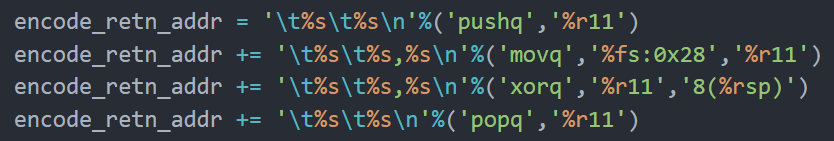 encode_retn_addr = '\t%s\t%s\n'%('pushq','%r11')
encode_retn_addr += '\t%s\t%s,%s\n'%('movq','%fs:0x28','%r11')
encode_retn_addr += '\t%s\t%s,%s\n'%('xorq','%r11','8(%rsp)')
encode_retn_addr += '\t%s\t%s\n'%('popq','%r11')